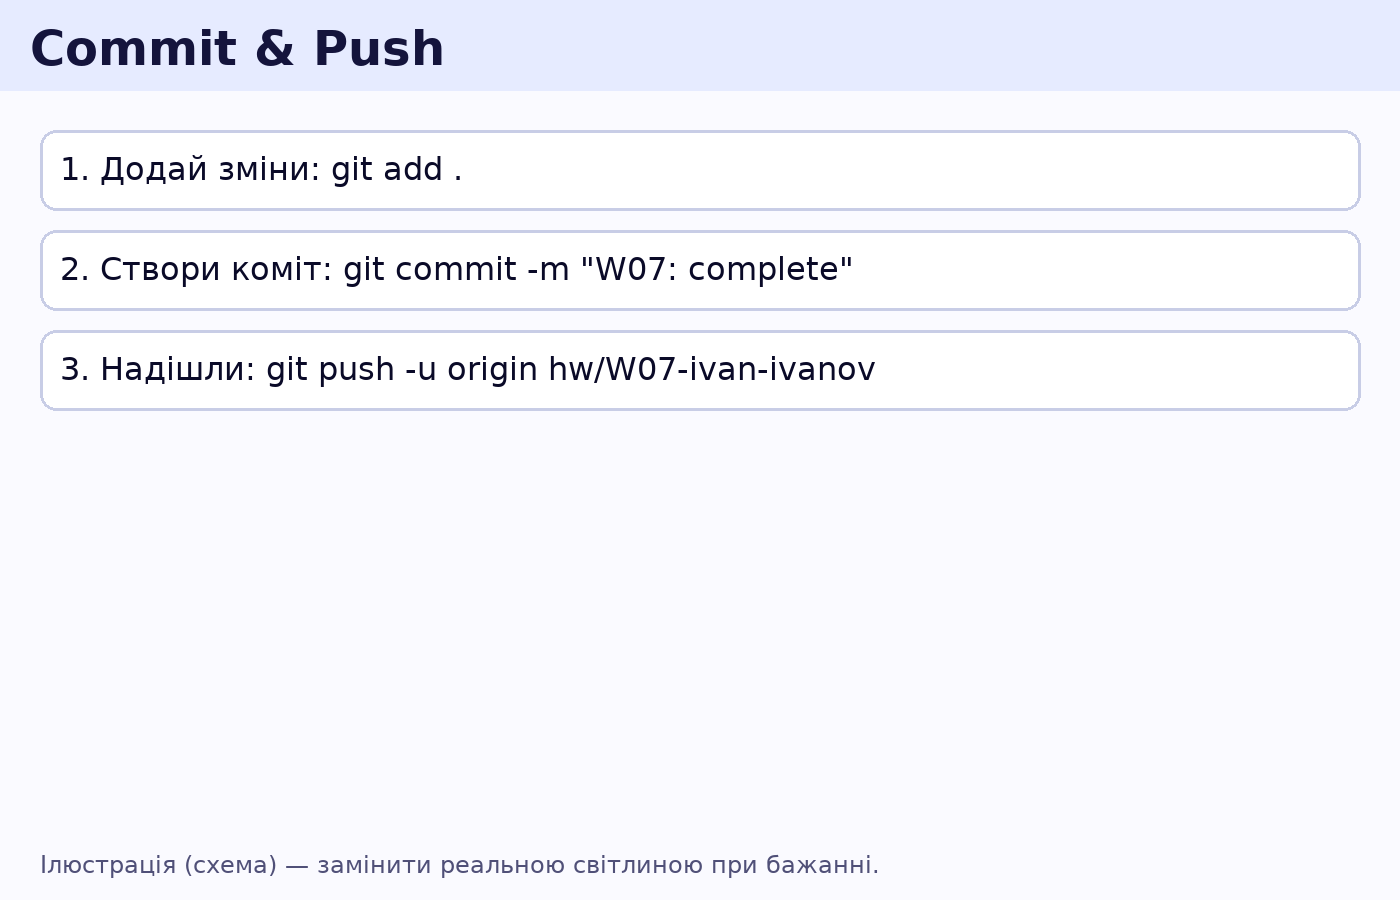 Commit & Push
1. Додай зміни: git add .
2. Створи коміт: git commit -m "W07: complete"
3. Надішли: git push -u origin hw/W07-ivan-ivanov
Ілюстрація (схема) — замінити реальною світлиною при бажанні.